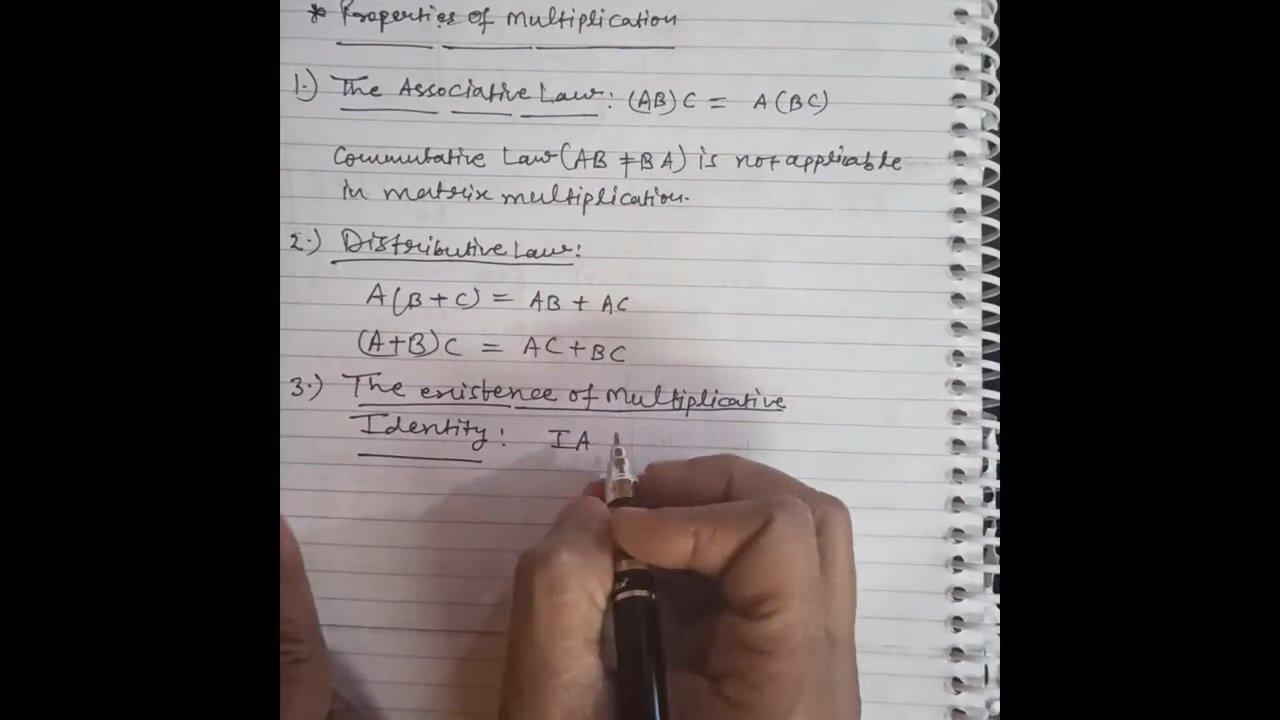 * Properties of Multiplication
1.) The Associative Law: (AB)C = A(BC)
Commutative Law (AB ≠ BA) is not applicable
in matrix multiplication.
2.) Distributive Law:
A(B+C) = AB + AC
(A+B)C = AC + BC
3.) The existence of Multiplicative
Identity: IA